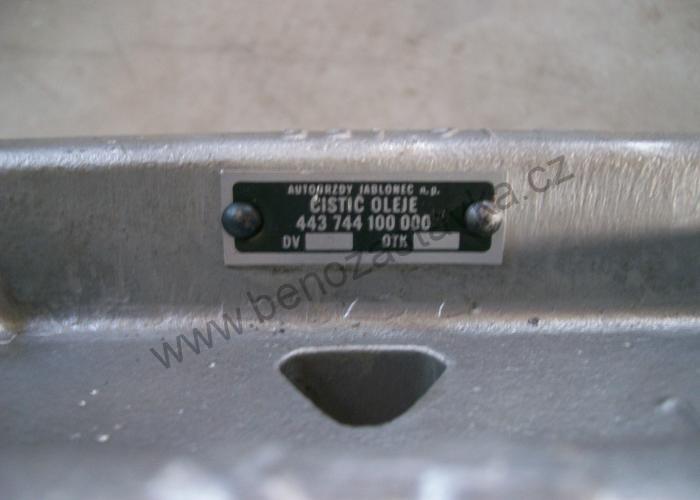 AUTOBRZDY JABLONEC n.p.
ČISTIČ OLEJE
443 744 100 000
DV OTK
www.benozastavka.cz